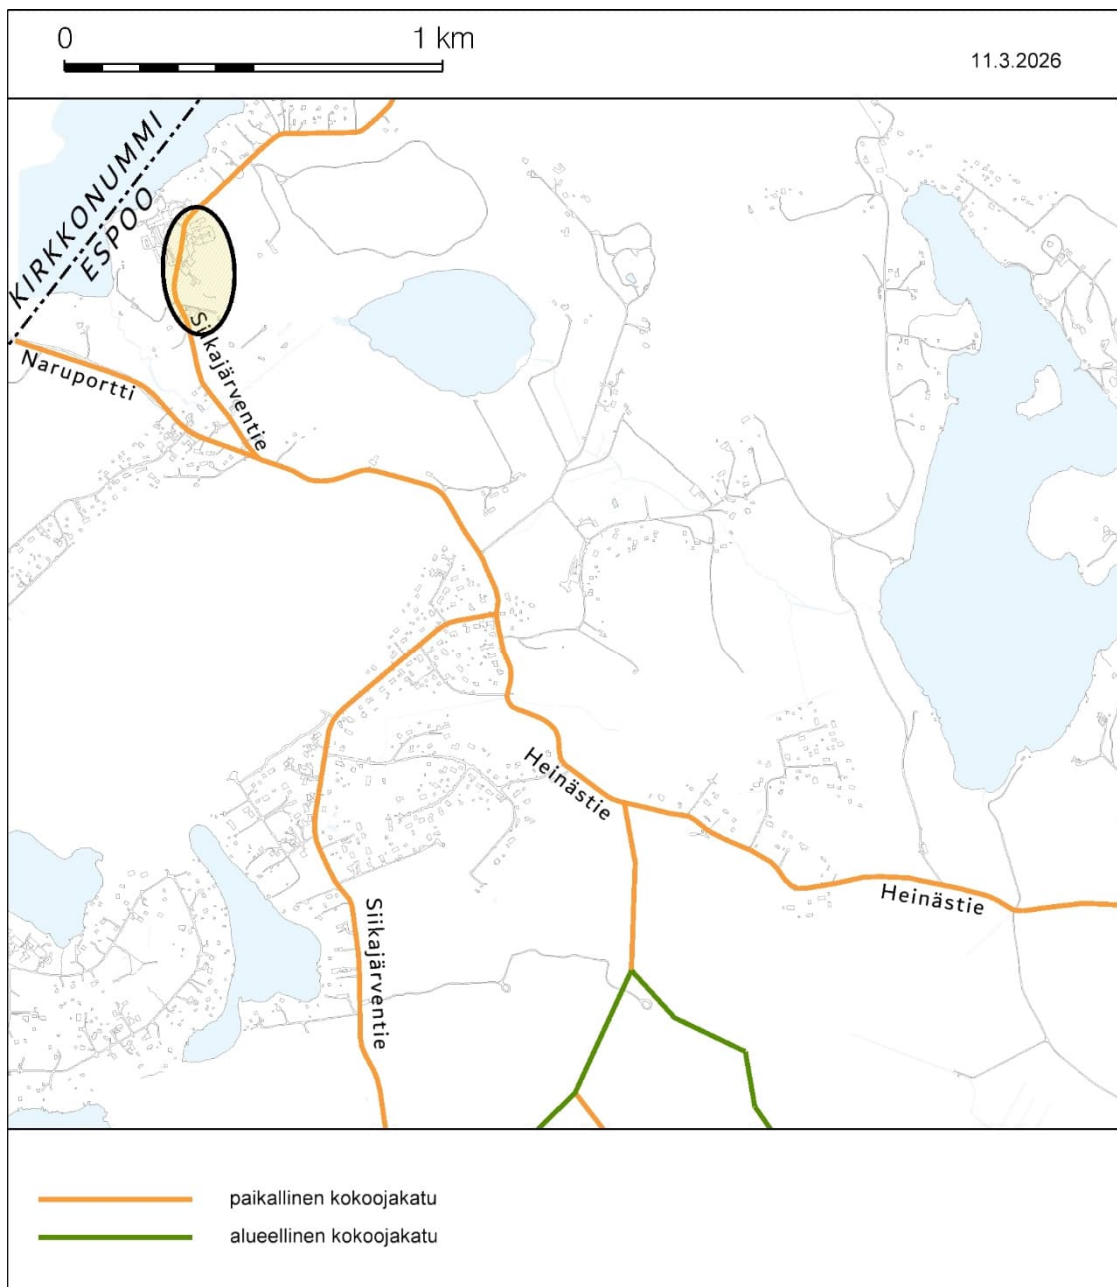 0 1 km
11.3.2026
KIRKKONUMMI
ESPOO
Siikajärventie
Naruportti
Heinästie
Heinästie
Siikajärventie
paikallinen kokoojakatu
alueellinen kokoojakatu